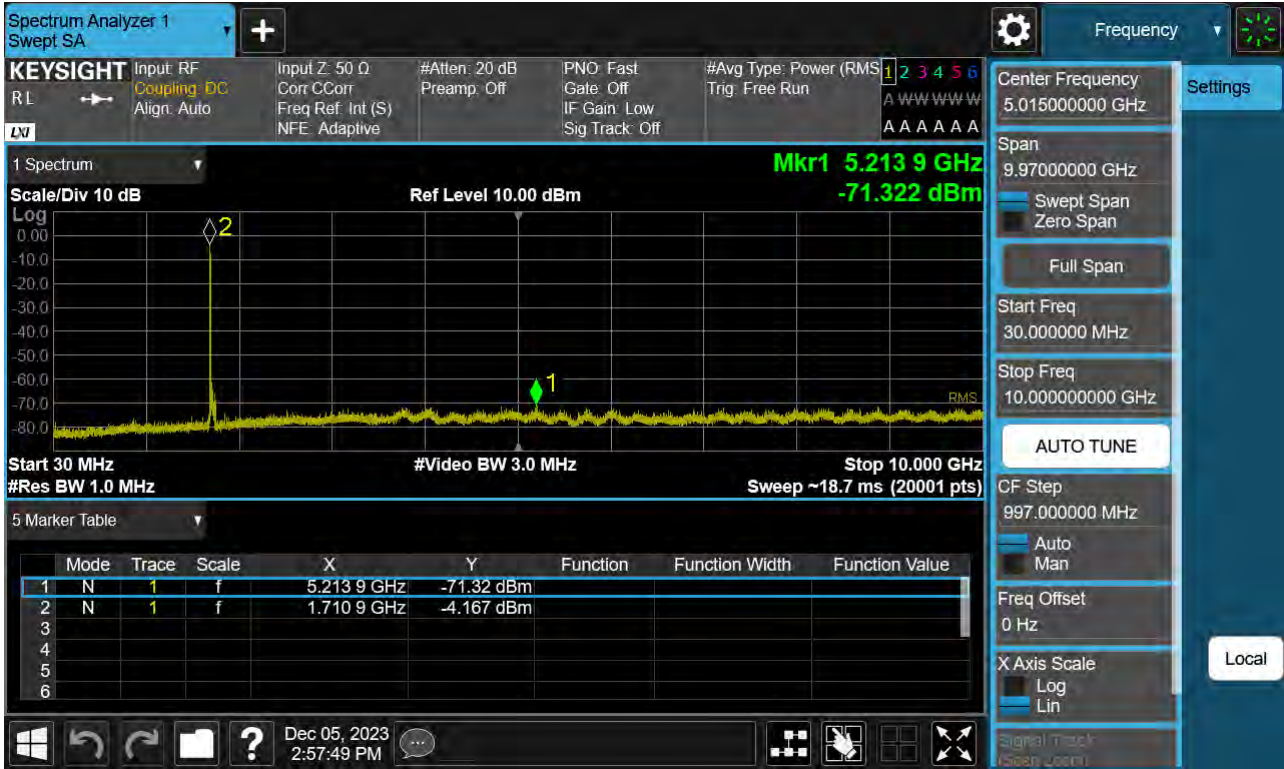 Spectrum Analyzer 1
Swept SA
+
Frequency
KEYSIGHT
R L
LXI
Input: RF
Coupling: DC
Align: Auto
Input Z: 50 Ω
Corr CCorr
Freq Ref: Int (S)
NFE: Adaptive
#Atten: 20 dB
Preamp: Off
PNO: Fast
Gate: Off
IF Gain: Low
Sig Track: Off
#Avg Type: Power (RMS
Trig: Free Run
1 2 3 4 5 6
A W W W W W
A A A A A A
1 Spectrum
Mkr1 5.213 9 GHz
Scale/Div 10 dB
Ref Level 10.00 dBm
-71.322 dBm
Log
0.00
-10.0
-20.0
-30.0
-40.0
-50.0
-60.0
-70.0
-80.0
2
1
RMS
Start 30 MHz
#Video BW 3.0 MHz
Stop 10.000 GHz
#Res BW 1.0 MHz
Sweep ~18.7 ms (20001 pts)
5 Marker Table
Mode Trace Scale X Y Function Function Width Function Value
1 N 1 f 5.213 9 GHz -71.32 dBm
2 N 1 f 1.710 9 GHz -4.167 dBm
3
4
5
6
?
Dec 05, 2023
2:57:49 PM
Center Frequency
5.015000000 GHz
Span
9.97000000 GHz
Swept Span
Zero Span
Full Span
Start Freq
30.000000 MHz
Stop Freq
10.000000000 GHz
AUTO TUNE
CF Step
997.000000 MHz
Auto
Man
Freq Offset
0 Hz
X Axis Scale
Log
Lin
Signal Track
(Span Zoom)
Settings
Local